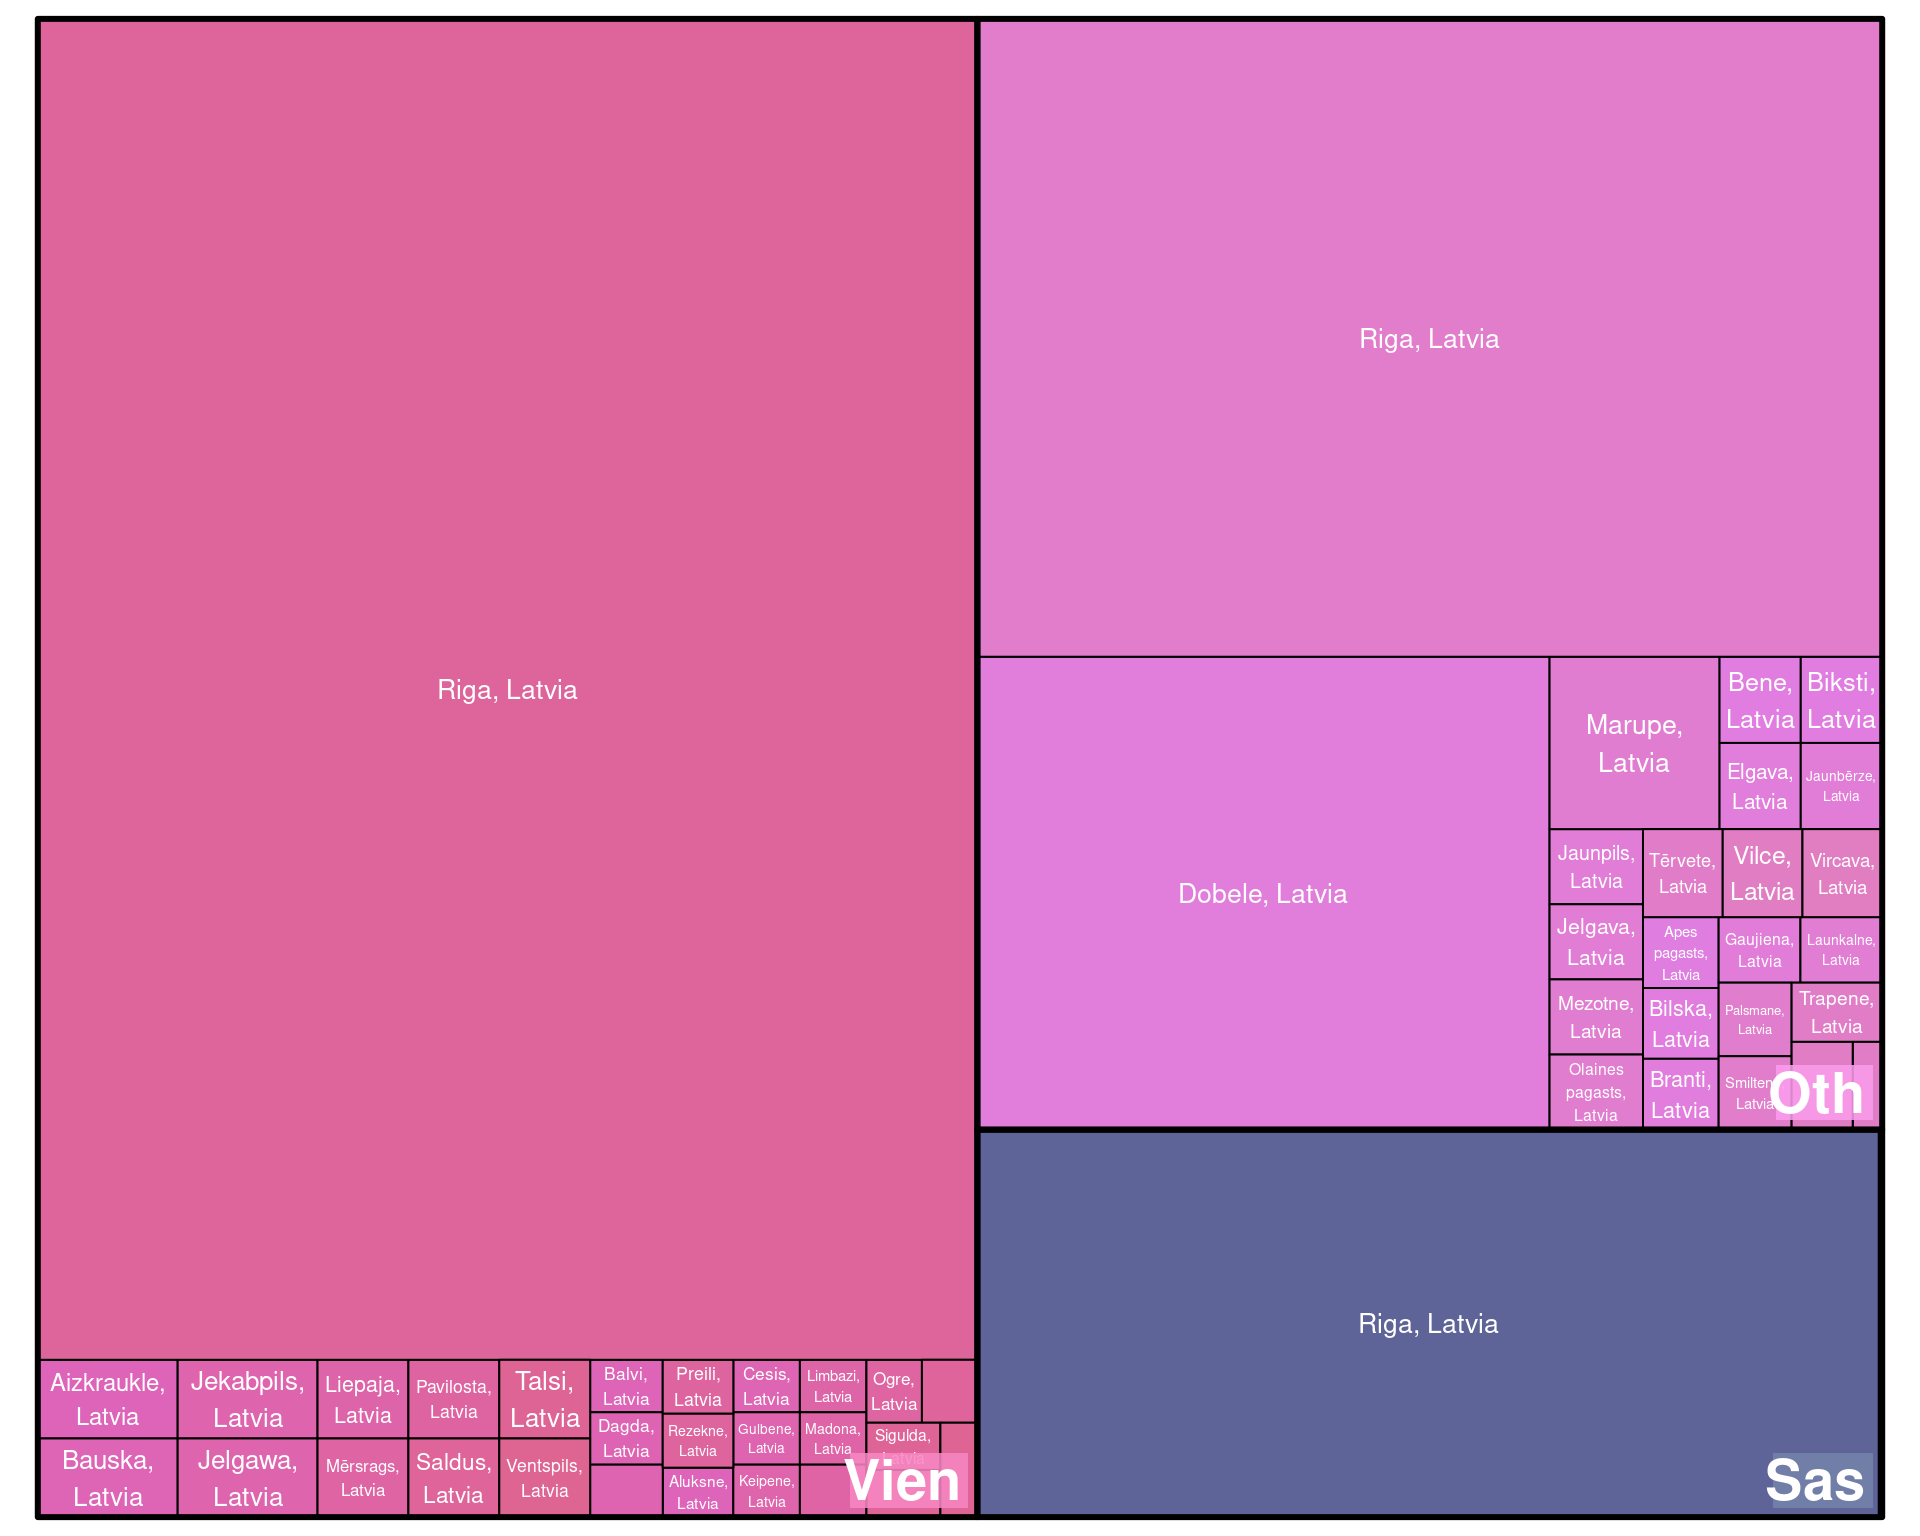 Riga, Latvia
Aizkraukle,
Latvia
Jekabpils,
Latvia
Liepaja,
Latvia
Pavilosta,
Latvia
Talsi,
Latvia
Balvi,
Latvia
Preili,
Latvia
Cesis,
Latvia
Limbazi,
Latvia
Ogre,
Latvia
Dagda,
Latvia
Rezekne,
Latvia
Gulbene,
Latvia
Madona,
Latvia
Sigulda,
Latvia
Bauska,
Latvia
Jelgawa,
Latvia
Mērsrags,
Latvia
Saldus,
Latvia
Ventspils,
Latvia
Aluksne,
Latvia
Keipene,
Latvia
Vien
Riga, Latvia
Dobele, Latvia
Marupe,
Latvia
Bene,
Latvia
Biksti,
Latvia
Elgava,
Latvia
Jaunbērze,
Latvia
Jaunpils,
Latvia
Tērvete,
Latvia
Vilce,
Latvia
Vircava,
Latvia
Jelgava,
Latvia
Apes
pagasts,
Latvia
Gaujiena,
Latvia
Launkalne,
Latvia
Mezotne,
Latvia
Bilska,
Latvia
Palsmane,
Latvia
Trapene,
Latvia
Olaines
pagasts,
Latvia
Branti,
Latvia
Smilten
Latvia
Oth
Riga, Latvia
Sas